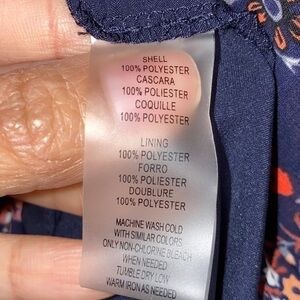 SHELL
100% POLYESTER
CASCARA
100% POLIESTER
COQUILLE
100% POLYESTER
LINING
100% POLYESTER
FORRO
100% POLIESTER
DOUBLURE
100% POLYESTER
MACHINE WASH COLD
WITH SIMILAR COLORS
ONLY NON-CHLORINE BLEACH
WHEN NEEDED
TUMBLE DRY LOW
WARM IRON AS NEEDED